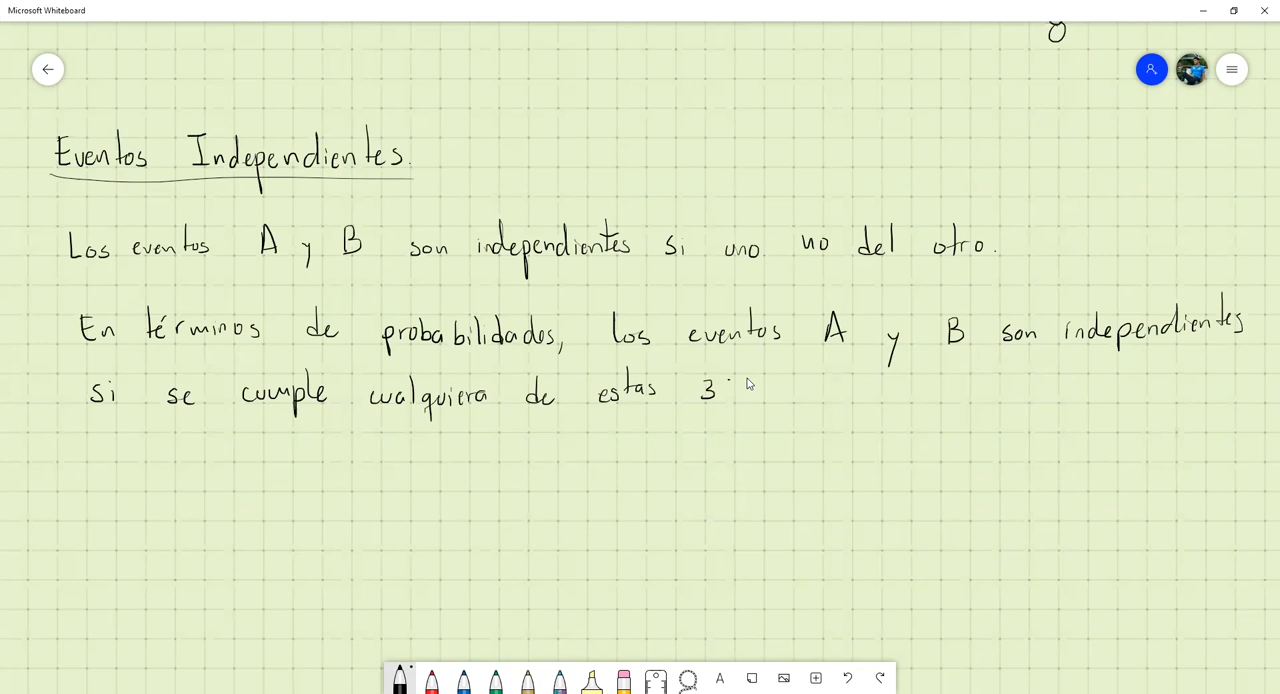 Microsoft Whiteboard
8
Eventos Independientes.
Los eventos A y B son independientes si uno no del otro.
En términos de probabilidades, los eventos A y B son independientes
si se cumple cualquiera de estas 3